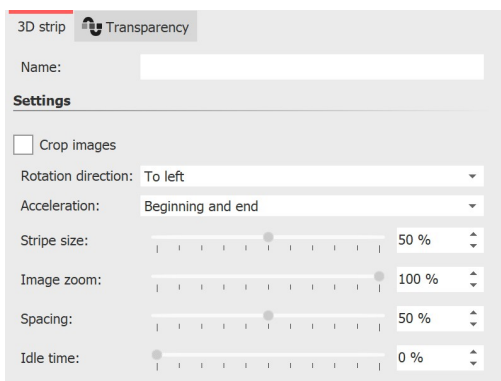 3D strip Transparency
Name:
Settings
Crop images
Rotation direction: To left
Acceleration: Beginning and end
Stripe size: 50 %
Image zoom: 100 %
Spacing: 50 %
Idle time: 0 %